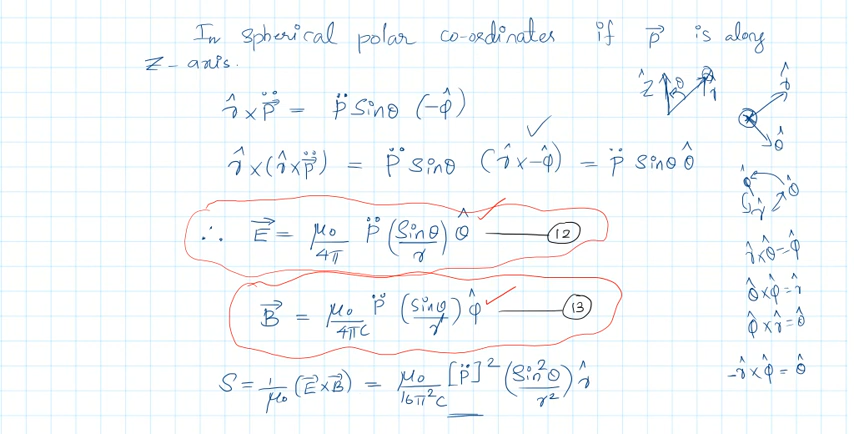 In spherical polar co-ordinates if p⃗ is along
Z-axis.
r̂ × p̈⃗ = p̈ Sinθ (-φ̂)
r̂ × (r̂ × p̈⃗) = p̈ Sinθ (r̂ × -φ̂) = p̈ Sinθ θ̂
∴ E⃗ = μ₀/4π p̈ (Sinθ/r) θ̂ —— (12)
B⃗ = μ₀/4πc p̈ (Sinθ/r) φ̂ —— (13)
S = 1/μ₀ (E⃗ × B⃗) = μ₀/16π²c [p̈]² (Sin²θ/r²) r̂
ẑ θ r̂
r̂
θ̂
φ̂ θ̂
r̂
r̂ × θ̂ = φ̂
θ̂ × φ̂ = r̂
φ̂ × r̂ = θ̂
-r̂ × φ̂ = θ̂